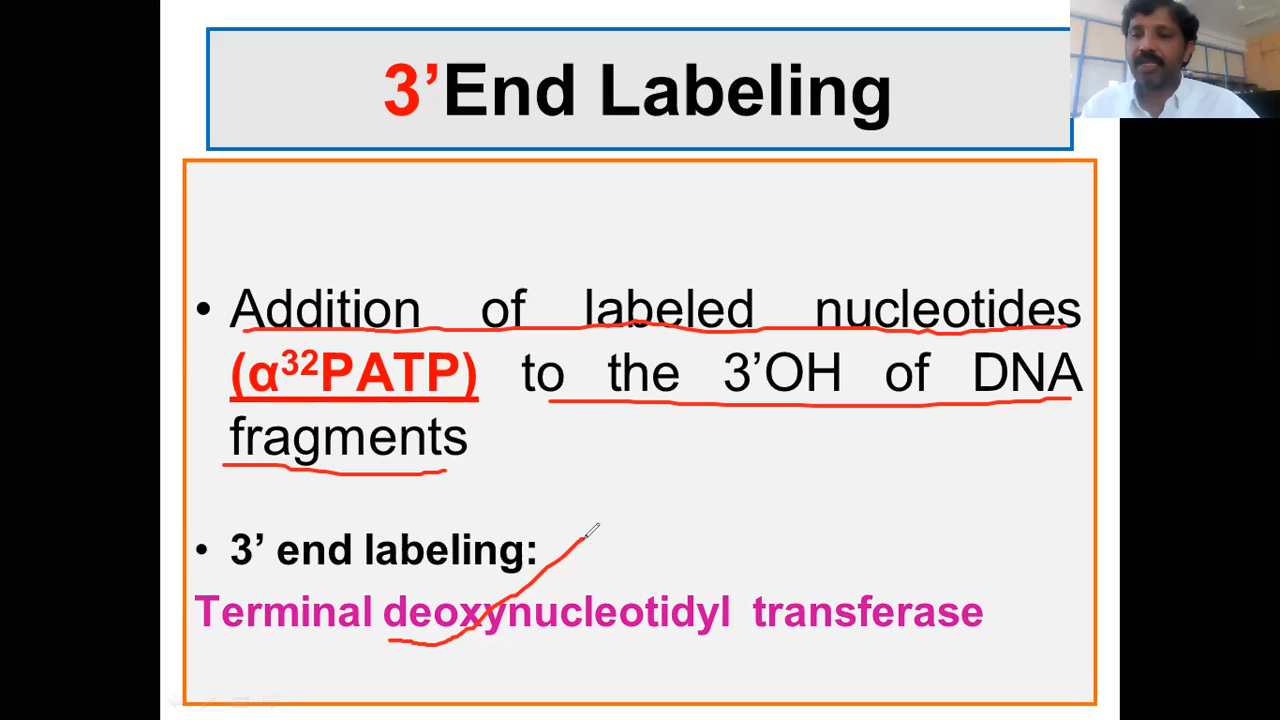 3’End Labeling
• Addition of labeled nucleotides
(α³²PATP) to the 3’OH of DNA
fragments
• 3’ end labeling:
Terminal deoxynucleotidyl transferase